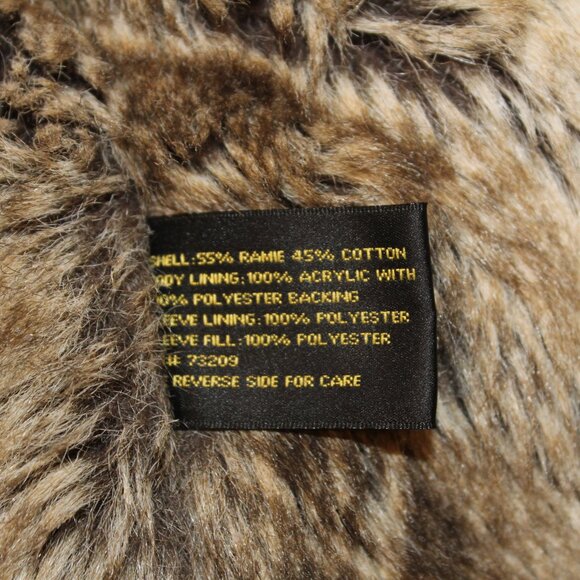 SHELL:55% RAMIE 45% COTTON
ODY LINING:100% ACRYLIC WITH
0% POLYESTER BACKING
EEVE LINING:100% POLYESTER
EEVE FILL:100% POLYESTER
# 73209
REVERSE SIDE FOR CARE